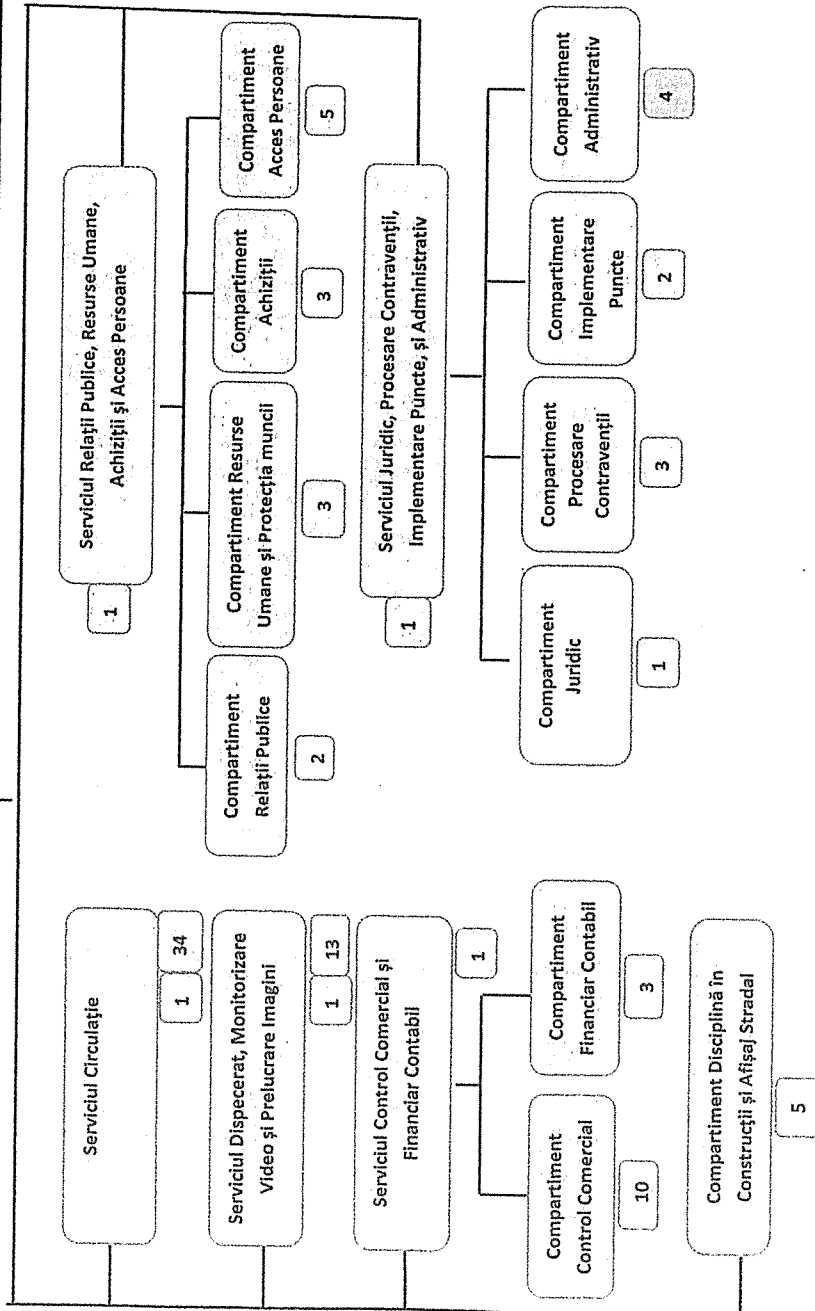 Serviciul Circulație
1
34
Serviciul Dispecerat, Monitorizare
Video și Prelucrare Imagini
1
13
Serviciul Control Comercial și
Financiar Contabil
1
Compartiment
Control Comercial
10
Compartiment
Financiar Contabil
3
Compartiment Disciplină în
Construcții și Afișaj Stradal
5
Serviciul Relații Publice, Resurse Umane,
Achiziții și Acces Persoane
1
Compartiment
Relații Publice
2
Compartiment Resurse
Umane și Protecția muncii
3
Compartiment
Achiziții
3
Compartiment
Acces Persoane
5
Serviciul Juridic, Procesare Contravenții,
Implementare Puncte, și Administrativ
1
Compartiment
Juridic
1
Compartiment
Procesare
Contravenții
3
Compartiment
Implementare
Puncte
2
Compartiment
Administrativ
4